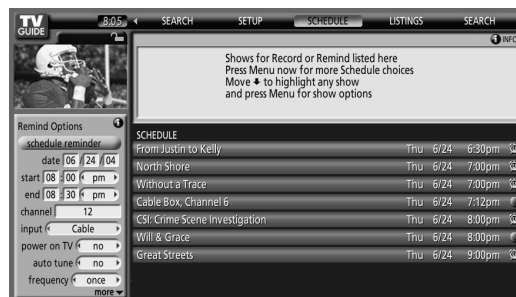 TV
GUIDE
8:05
SEARCH SETUP SCHEDULE LISTINGS SEARCH
INFO
Shows for Record or Remind listed here
Press Menu now for more Schedule choices
Move to highlight any show
and press Menu for show options
Remind Options
schedule reminder
date 06 / 24 / 04
start 08 : 00 pm
end 08 : 30 pm
channel 12
input Cable
power on TV no
auto tune no
frequency once
more
SCHEDULE
From Justin to Kelly Thu 6/24 6:30pm
North Shore Thu 6/24 7:00pm
Without a Trace Thu 6/24 7:00pm
Cable Box, Channel 6 Thu 6/24 7:12pm
CSI: Crime Scene Investigation Thu 6/24 8:00pm
Will & Grace Thu 6/24 8:00pm
Great Streets Thu 6/24 9:00pm